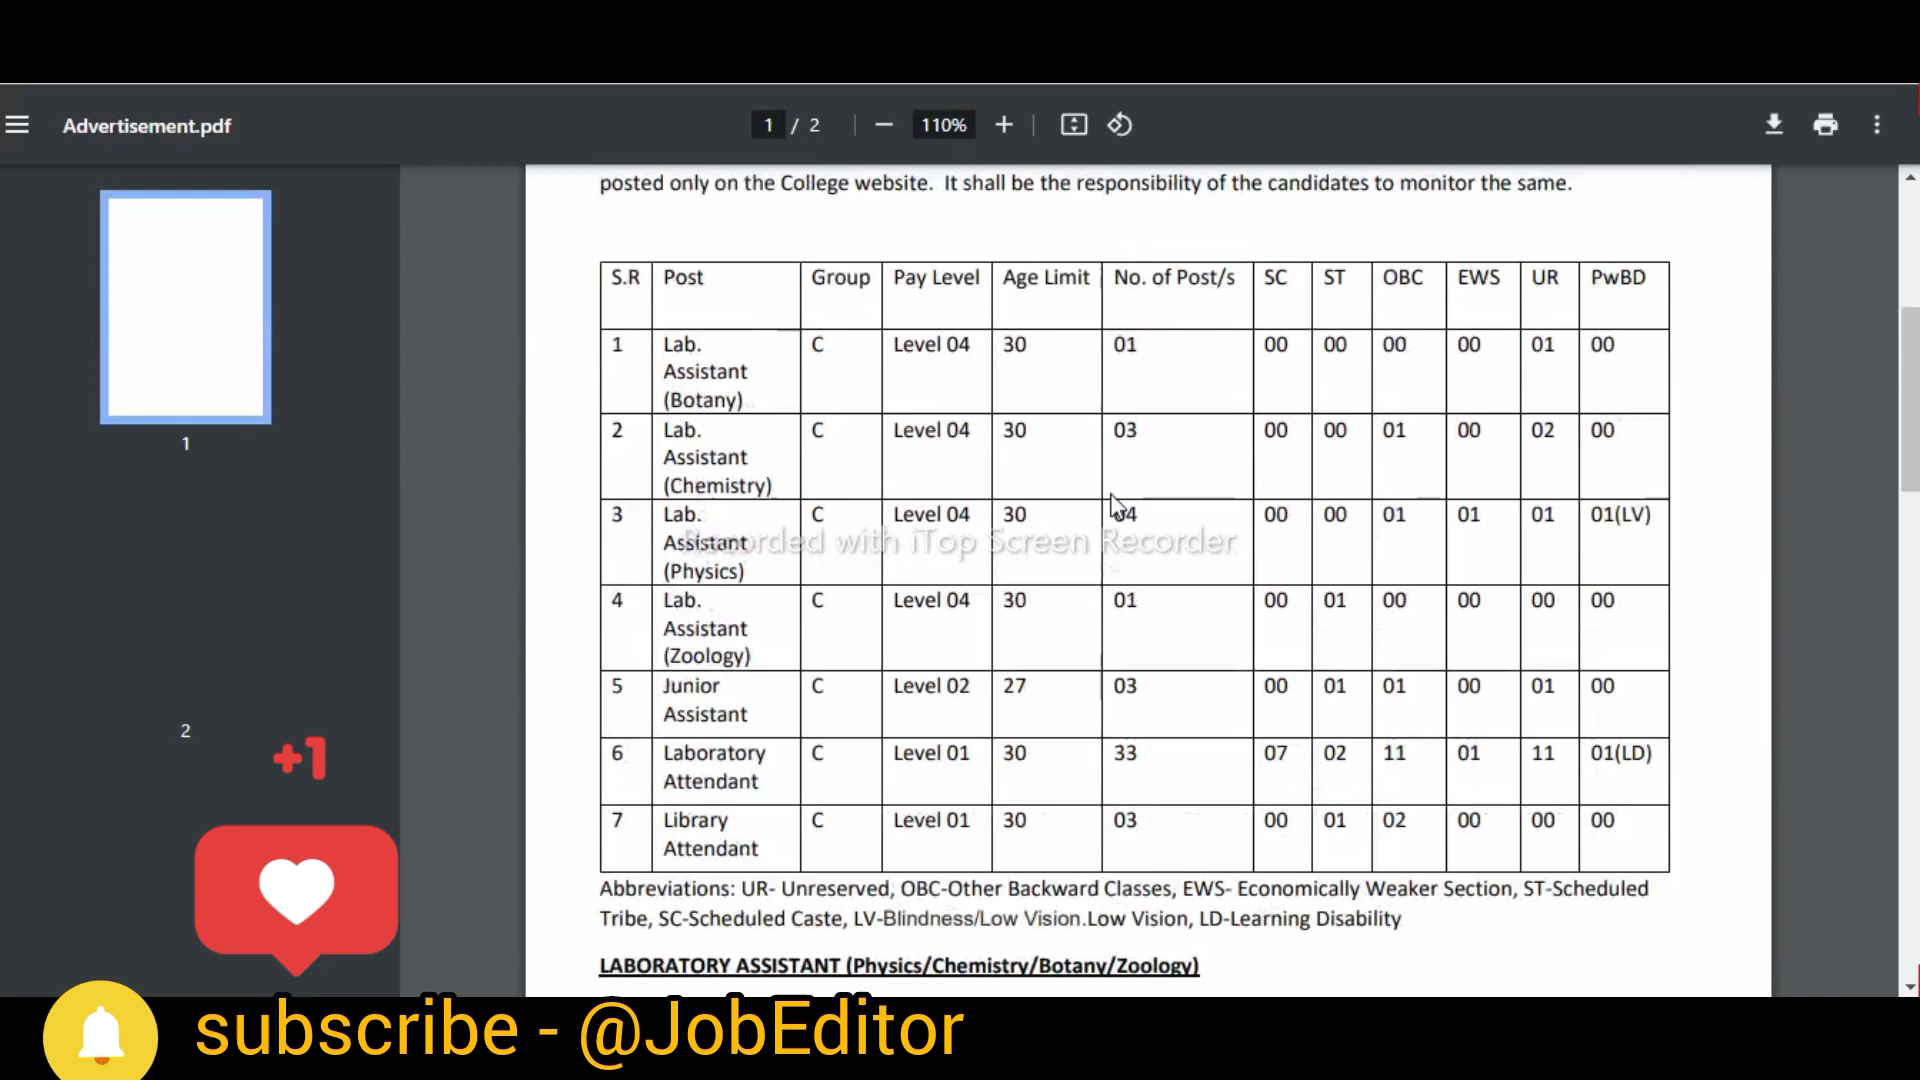 Advertisement.pdf
1 / 2
110%
posted only on the College website. It shall be the responsibility of the candidates to monitor the same.
S.R Post Group Pay Level Age Limit No. of Post/s SC ST OBC EWS UR PwBD
1 Lab. C Level 04 30 01 00 00 00 00 01 00
Assistant
(Botany)
2 Lab. C Level 04 30 03 00 00 01 00 02 00
Assistant
(Chemistry)
3 Lab. C Level 04 30 04 00 00 01 01 01 01(LV)
Assistant
Recorded with iTop Screen Recorder
(Physics)
4 Lab. C Level 04 30 01 00 01 00 00 00 00
Assistant
(Zoology)
5 Junior C Level 02 27 03 00 01 01 00 01 00
Assistant
6 Laboratory C Level 01 30 33 07 02 11 01 11 01(LD)
Attendant
7 Library C Level 01 30 03 00 01 02 00 00 00
Attendant
Abbreviations: UR- Unreserved, OBC-Other Backward Classes, EWS- Economically Weaker Section, ST-Scheduled
Tribe, SC-Scheduled Caste, LV-Blindness/Low Vision.Low Vision, LD-Learning Disability
LABORATORY ASSISTANT (Physics/Chemistry/Botany/Zoology)
1
2
+1
subscribe - @JobEditor